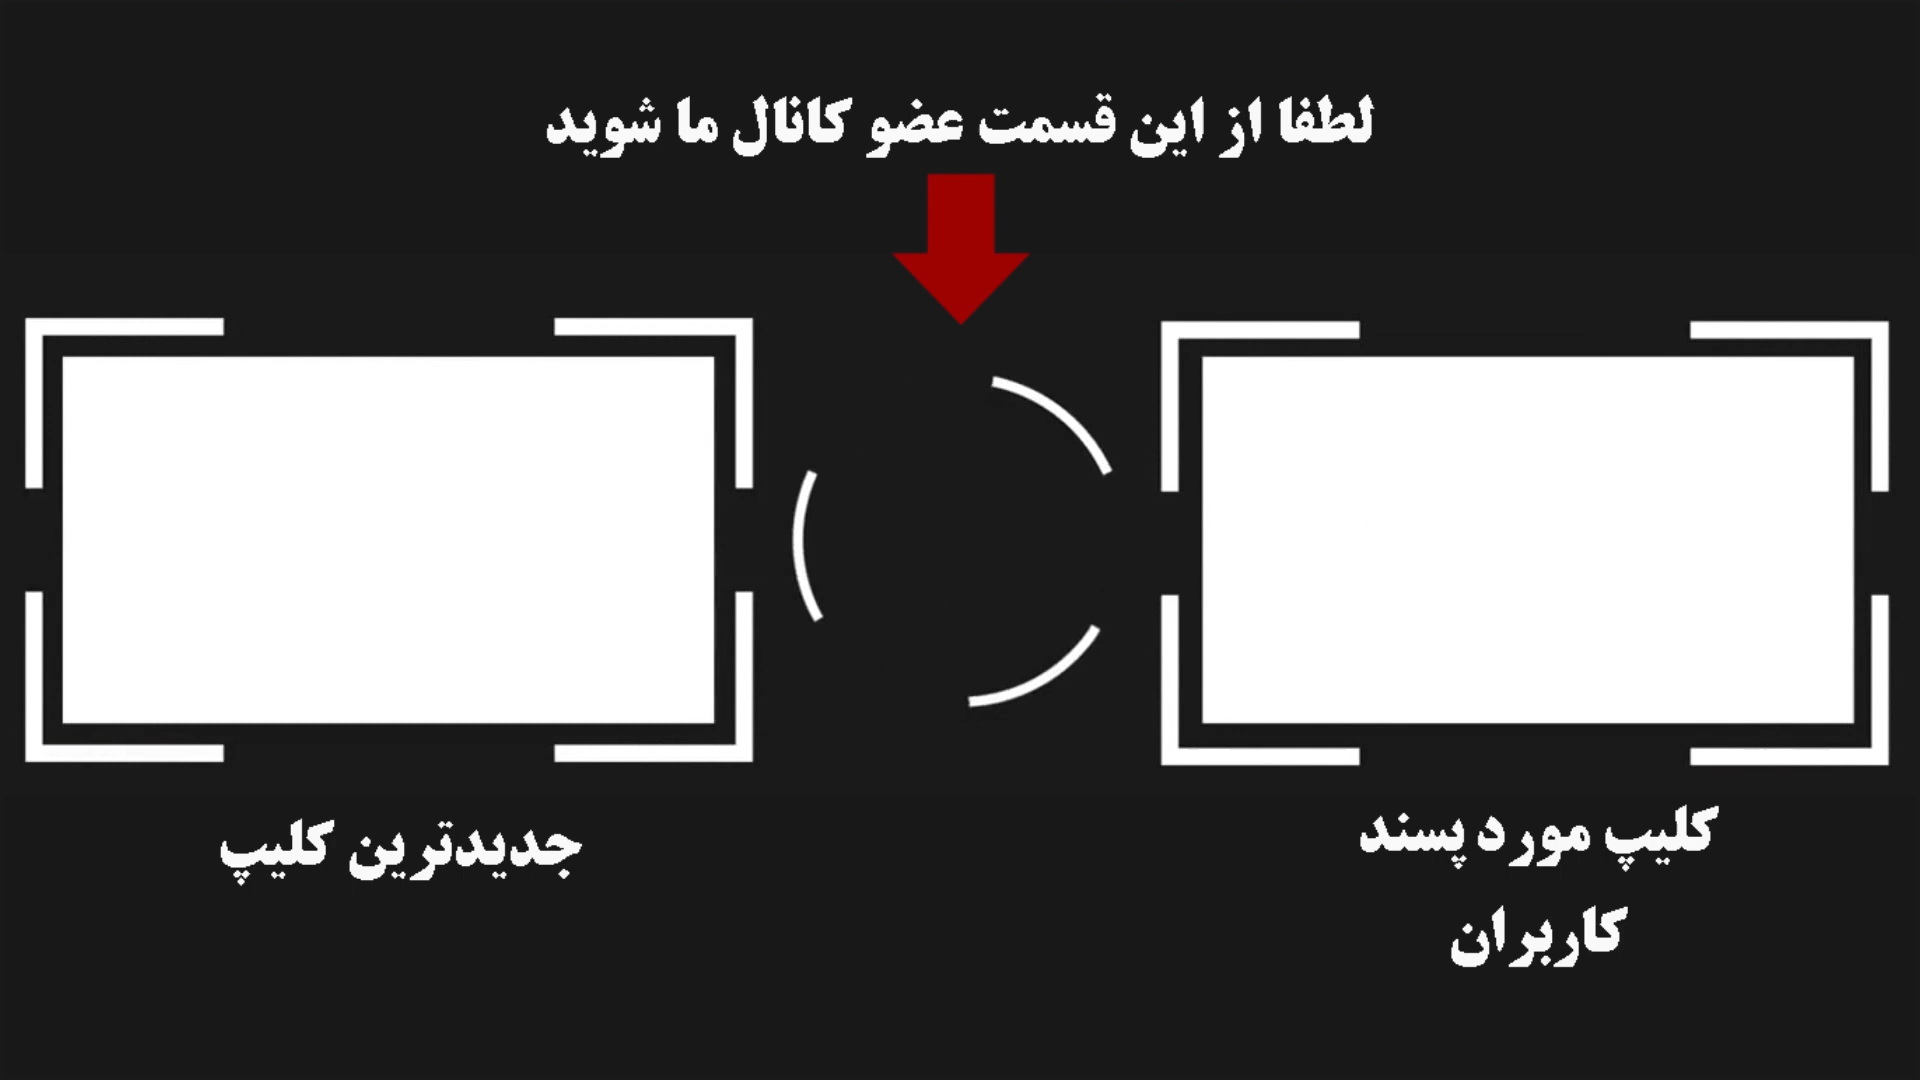 لطفا از این قسمت عضو کانال ما شوید
کلیپ مورد پسند
کاربران
جدیدترین کلیپ